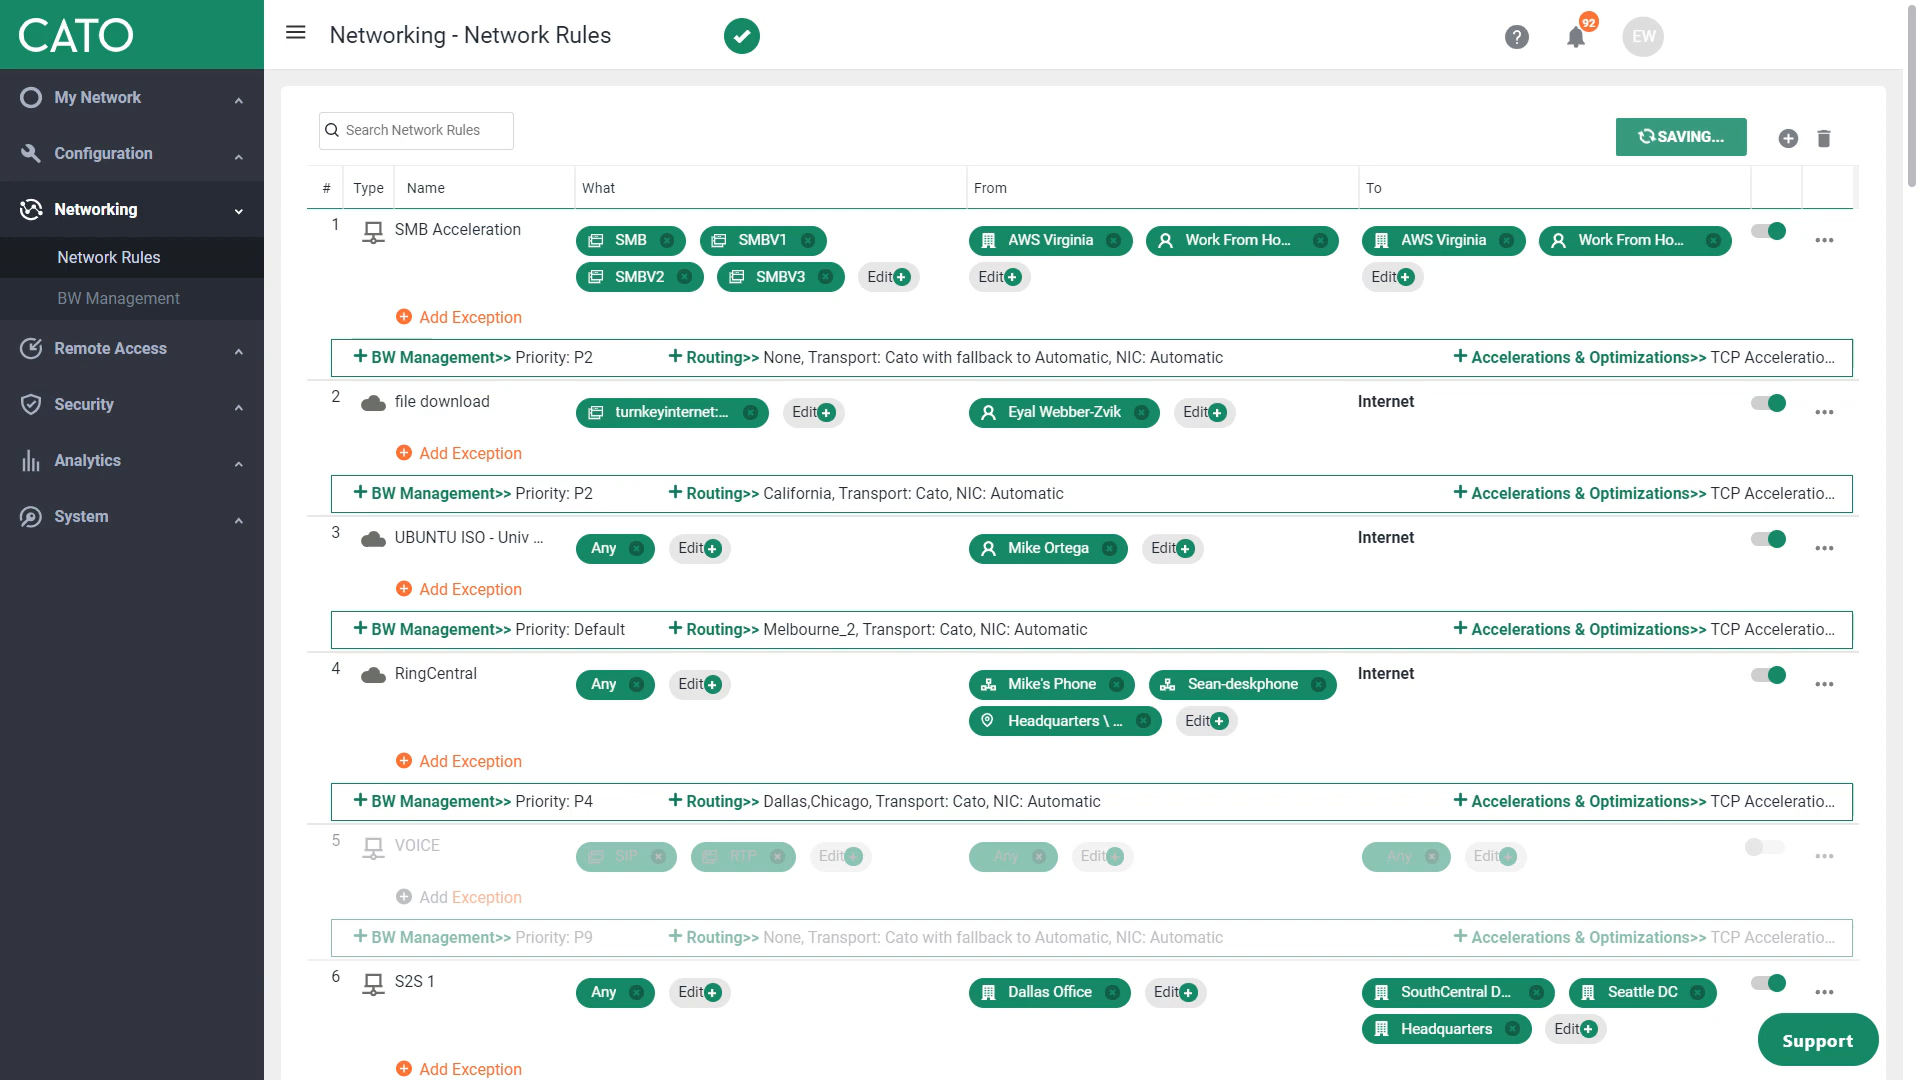 CATO
Networking - Network Rules
92
EW
My Network
Configuration
Networking
Network Rules
BW Management
Remote Access
Security
Analytics
System
Search Network Rules
SAVING...
# Type Name What From To
1 SMB Acceleration SMB SMBV1 AWS Virginia Work From Ho... AWS Virginia Work From Ho...
SMBV2 SMBV3 Edit Edit Edit
Add Exception
BW Management>> Priority: P2 Routing>> None, Transport: Cato with fallback to Automatic, NIC: Automatic Accelerations & Optimizations>> TCP Acceleratio...
2 file download turnkeyinternet:... Edit Eyal Webber-Zvik Edit Internet
Add Exception
BW Management>> Priority: P2 Routing>> California, Transport: Cato, NIC: Automatic Accelerations & Optimizations>> TCP Acceleratio...
3 UBUNTU ISO - Univ ... Any Edit Mike Ortega Edit Internet
Add Exception
BW Management>> Priority: Default Routing>> Melbourne_2, Transport: Cato, NIC: Automatic Accelerations & Optimizations>> TCP Acceleratio...
4 RingCentral Any Edit Mike's Phone Sean-deskphone Internet
Headquarters \ ... Edit
Add Exception
BW Management>> Priority: P4 Routing>> Dallas,Chicago, Transport: Cato, NIC: Automatic Accelerations & Optimizations>> TCP Acceleratio...
5 VOICE SIP RTP Edit Any Edit Any Edit
Add Exception
BW Management>> Priority: P9 Routing>> None, Transport: Cato with fallback to Automatic, NIC: Automatic Accelerations & Optimizations>> TCP Acceleratio...
6 S2S 1 Any Edit Dallas Office Edit SouthCentral D... Seattle DC
Headquarters Edit
Support
Add Exception